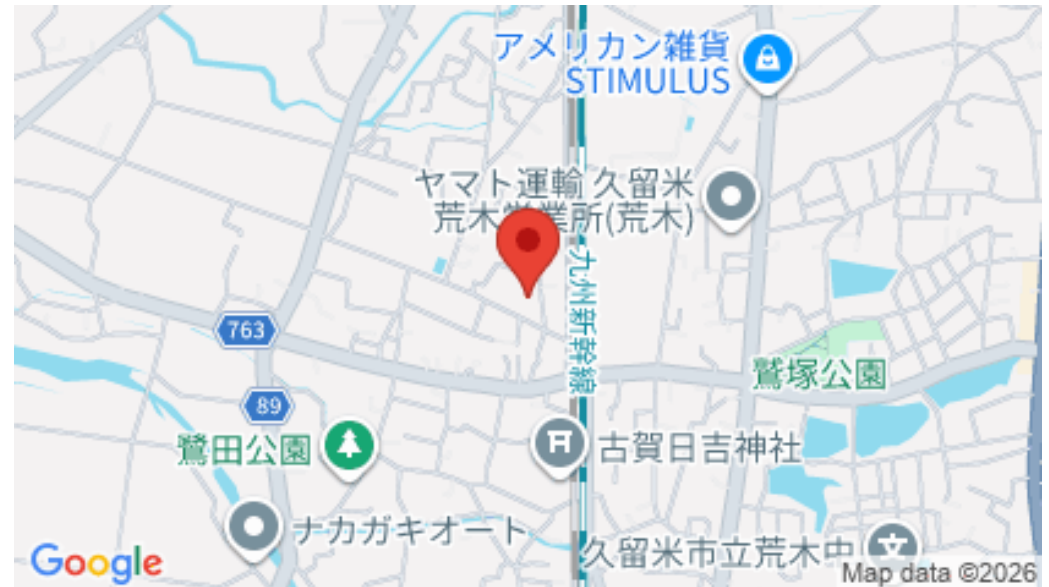 アメリカン雑貨
STIMULUS
ヤマト運輸 久留米
荒木営業所(荒木)
九州新幹線
763
鷲塚公園
89
鷺田公園
古賀日吉神社
ナカガキオート
久留米市立荒木中
Google
Map data ©2026